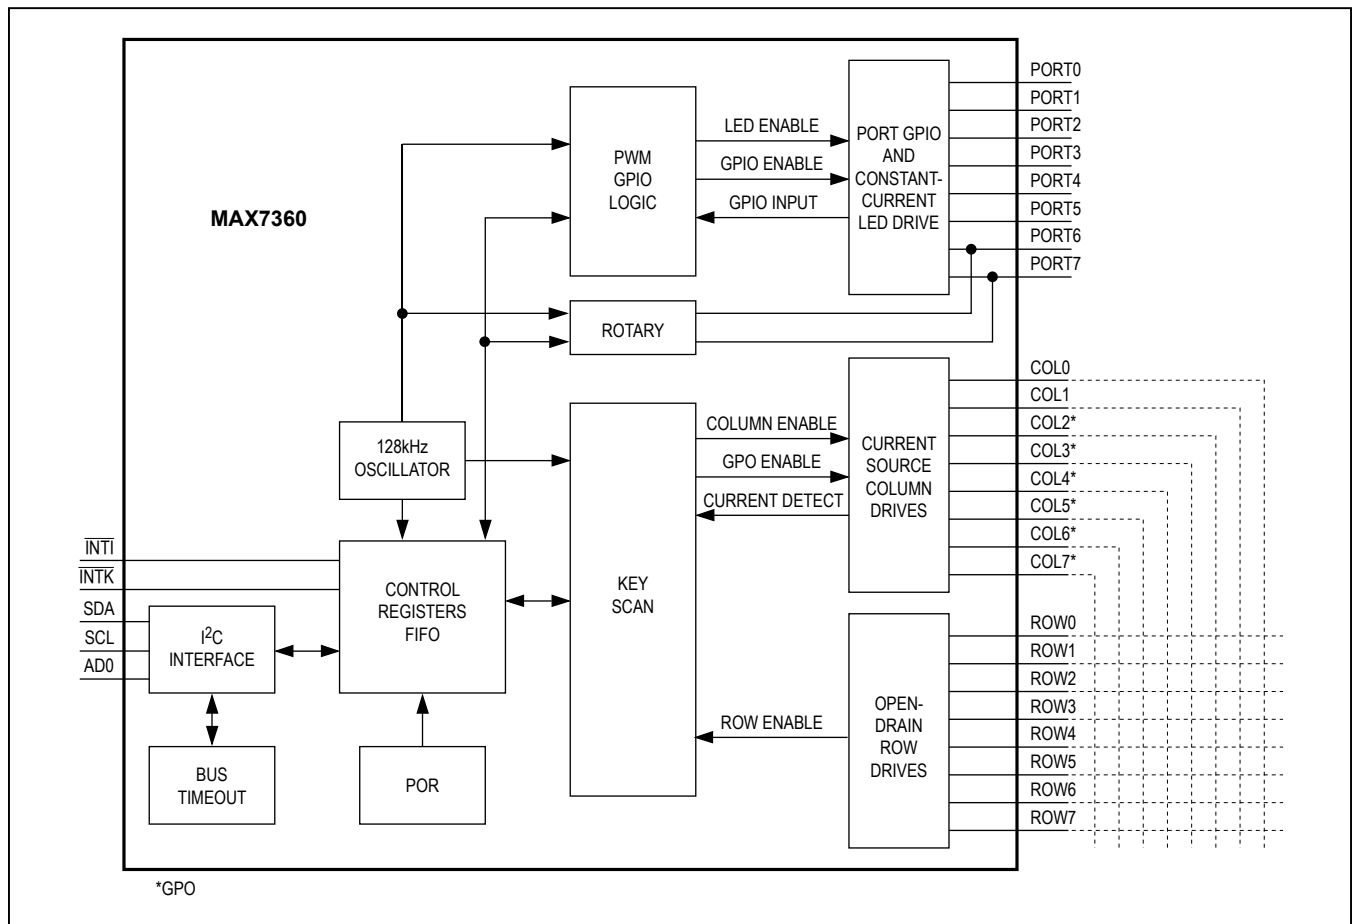 MAX7360
PWM
GPIO
LOGIC
LED ENABLE
GPIO ENABLE
GPIO INPUT
PORT GPIO
AND
CONSTANT-
CURRENT
LED DRIVE
PORT0
PORT1
PORT2
PORT3
PORT4
PORT5
PORT6
PORT7
ROTARY
128kHz
OSCILLATOR
KEY
SCAN
COLUMN ENABLE
GPO ENABLE
CURRENT DETECT
CURRENT
SOURCE
COLUMN
DRIVES
COL0
COL1
COL2*
COL3*
COL4*
COL5*
COL6*
COL7*
INTI
INTK
SDA
SCL
AD0
I2C
INTERFACE
CONTROL
REGISTERS
FIFO
BUS
TIMEOUT
POR
ROW ENABLE
OPEN-
DRAIN
ROW
DRIVES
ROW0
ROW1
ROW2
ROW3
ROW4
ROW5
ROW6
ROW7
*GPO